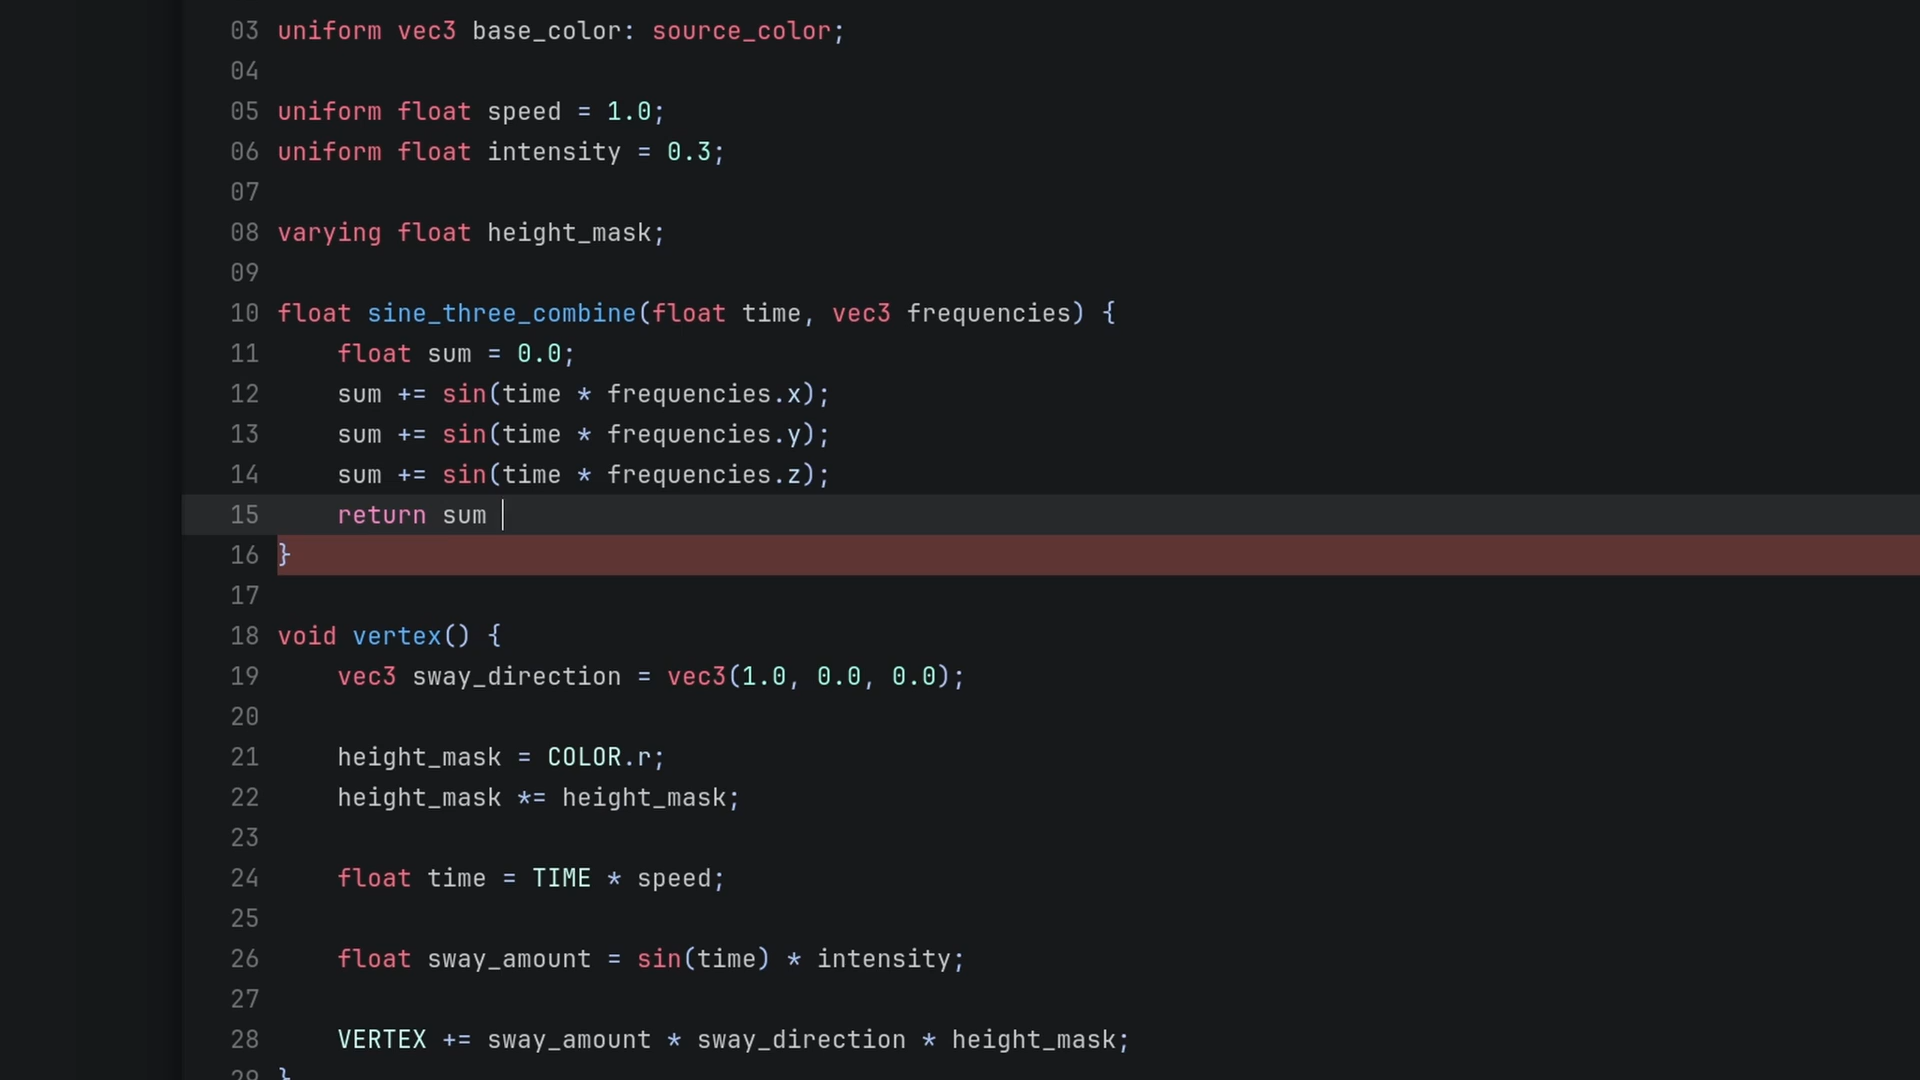 03 uniform vec3 base_color: source_color;
04
05 uniform float speed = 1.0;
06 uniform float intensity = 0.3;
07
08 varying float height_mask;
09
10 float sine_three_combine(float time, vec3 frequencies) {
11     float sum = 0.0;
12     sum += sin(time * frequencies.x);
13     sum += sin(time * frequencies.y);
14     sum += sin(time * frequencies.z);
15     return sum
16 }
17
18 void vertex() {
19     vec3 sway_direction = vec3(1.0, 0.0, 0.0);
20
21     height_mask = COLOR.r;
22     height_mask *= height_mask;
23
24     float time = TIME * speed;
25
26     float sway_amount = sin(time) * intensity;
27
28     VERTEX += sway_amount * sway_direction * height_mask;
29 }